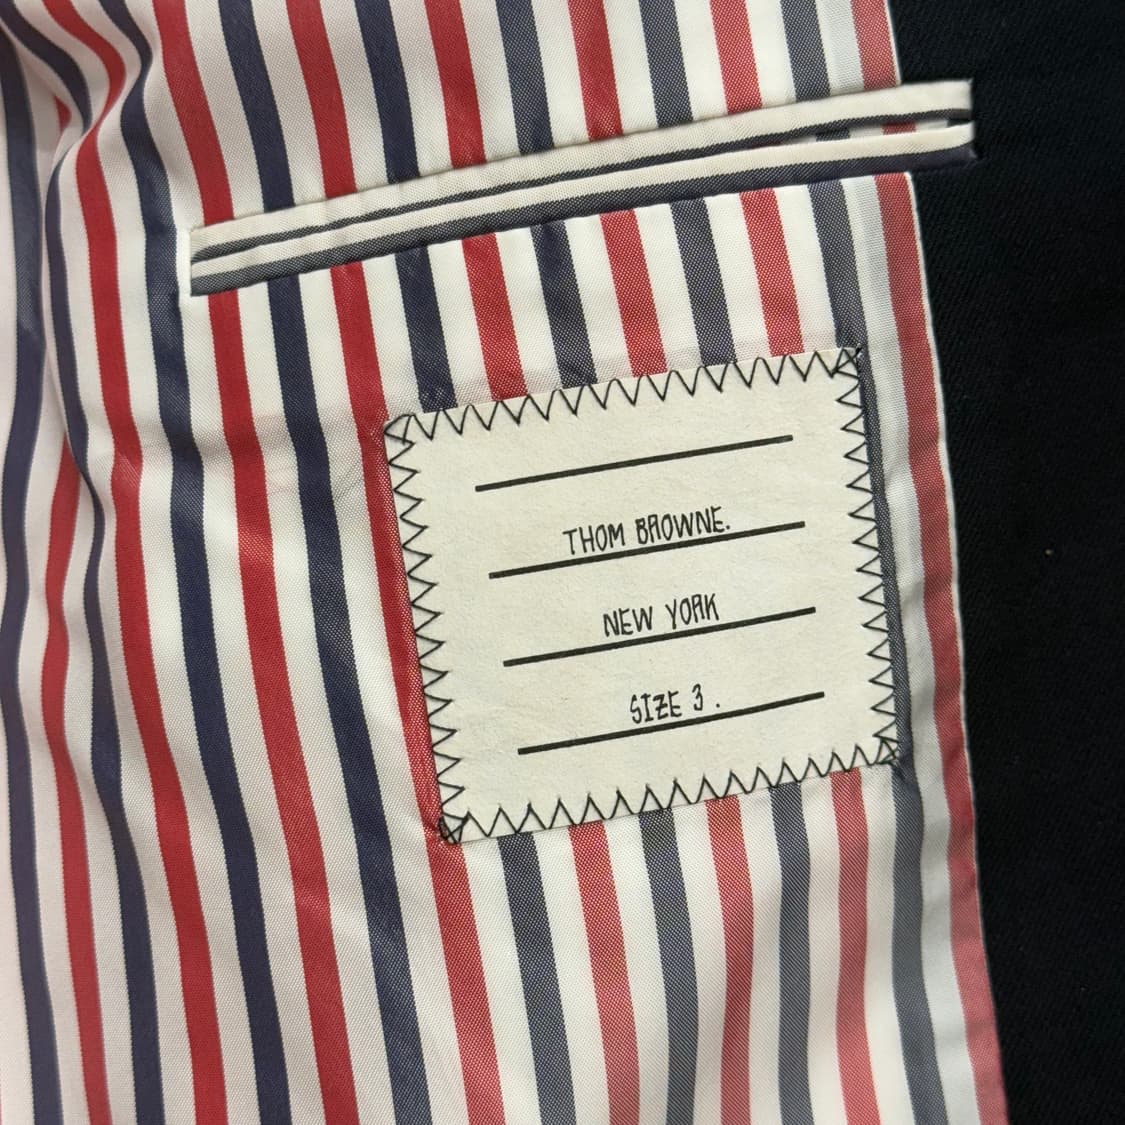 THOM BROWNE.
NEW YORK
SIZE 3 .